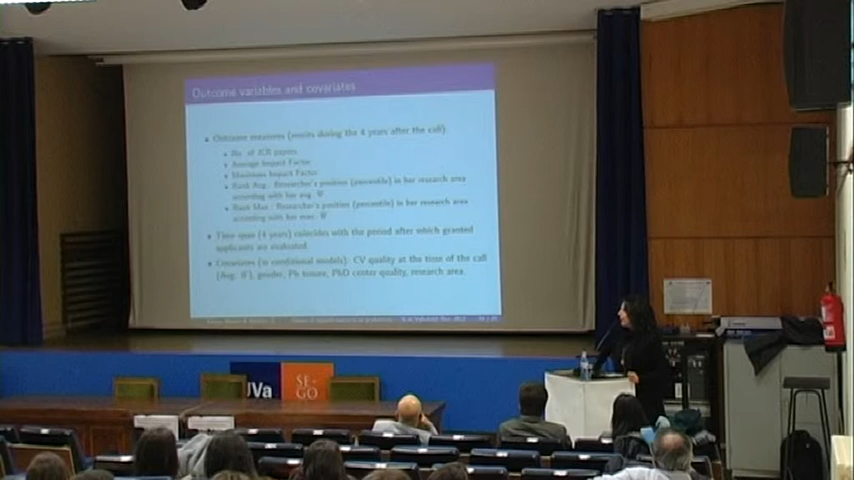 Outcome variables and covariates
Outcome measures (results during the 4 years after the call):
No. of JCR papers
Average Impact Factor
Maximum Impact Factor
Rank Avg.: Researcher's position (percentile) in her research area
according with her avg. IF.
Rank Max.: Researcher's position (percentile) in her research area
according with her max. IF
Time span (4 years) coincides with the period after which granted
applicants are evaluated
Covariates (in conditional models): CV quality at the time of the call
(Avg. IF), gender, Ph tenure, PhD center quality, research area.
UVa
SE-
GO